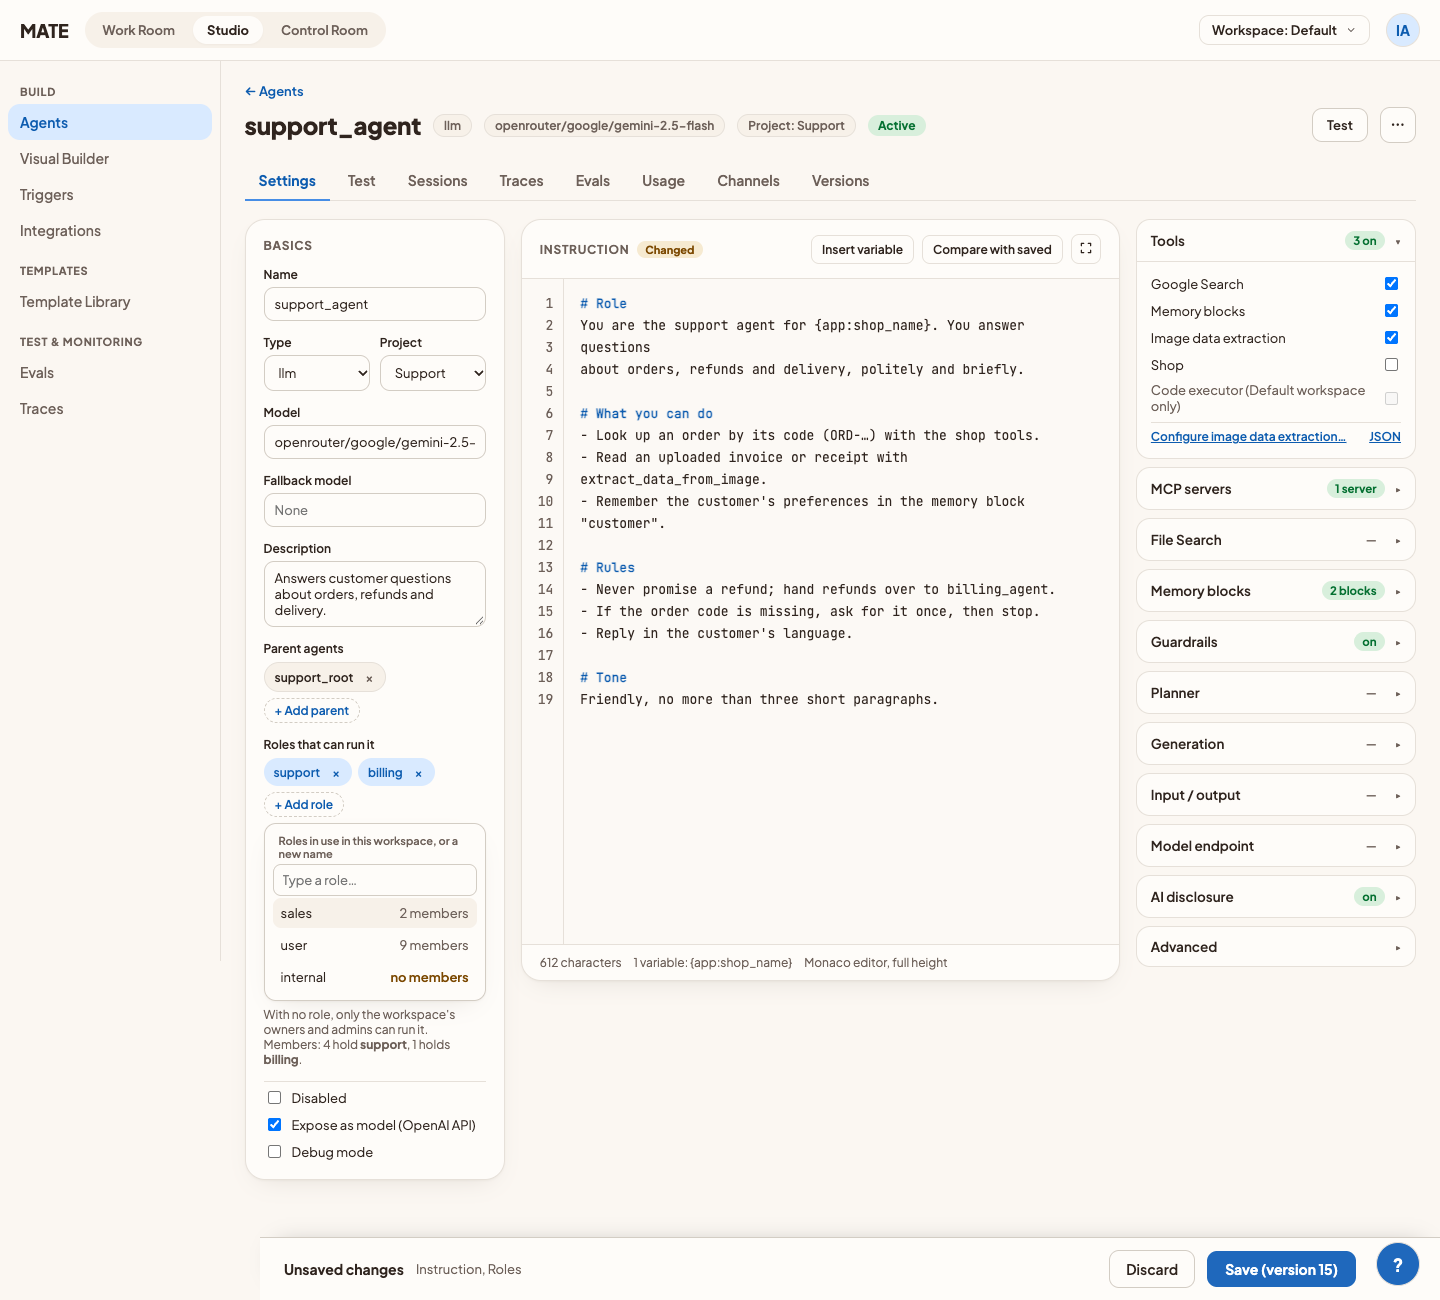 MATE
Work Room
Studio
Control Room
Workspace: Default
IA
BUILD
Agents
Visual Builder
Triggers
Integrations
TEMPLATES
Template Library
TEST & MONITORING
Evals
Traces
← Agents
support_agent
llm
openrouter/google/gemini-2.5-flash
Project: Support
Active
Test
···
Settings
Test
Sessions
Traces
Evals
Usage
Channels
Versions
BASICS
Name
support_agent
Type
Project
llm
Support
Model
openrouter/google/gemini-2.5-
Fallback model
None
Description
Answers customer questions
about orders, refunds and
delivery.
Parent agents
support_root ×
+ Add parent
Roles that can run it
support ×
billing ×
+ Add role
Roles in use in this workspace, or a
new name
Type a role…
sales 2 members
user 9 members
internal no members
With no role, only the workspace's
owners and admins can run it.
Members: 4 hold support, 1 holds
billing.
Disabled
Expose as model (OpenAI API)
Debug mode
INSTRUCTION
Changed
Insert variable
Compare with saved
1 # Role
2 You are the support agent for {app:shop_name}. You answer
3 questions
4 about orders, refunds and delivery, politely and briefly.
5
6 # What you can do
7 - Look up an order by its code (ORD-…) with the shop tools.
8 - Read an uploaded invoice or receipt with
9 extract_data_from_image.
10 - Remember the customer's preferences in the memory block
11 "customer".
12
13 # Rules
14 - Never promise a refund; hand refunds over to billing_agent.
15 - If the order code is missing, ask for it once, then stop.
16 - Reply in the customer's language.
17
18 # Tone
19 Friendly, no more than three short paragraphs.
612 characters
1 variable: {app:shop_name}
Monaco editor, full height
Tools
3 on
Google Search
Memory blocks
Image data extraction
Shop
Code executor (Default workspace
only)
Configure image data extraction…
JSON
MCP servers 1 server
File Search —
Memory blocks 2 blocks
Guardrails on
Planner —
Generation —
Input / output —
Model endpoint —
AI disclosure on
Advanced
Unsaved changes
Instruction, Roles
Discard
Save (version 15)
?